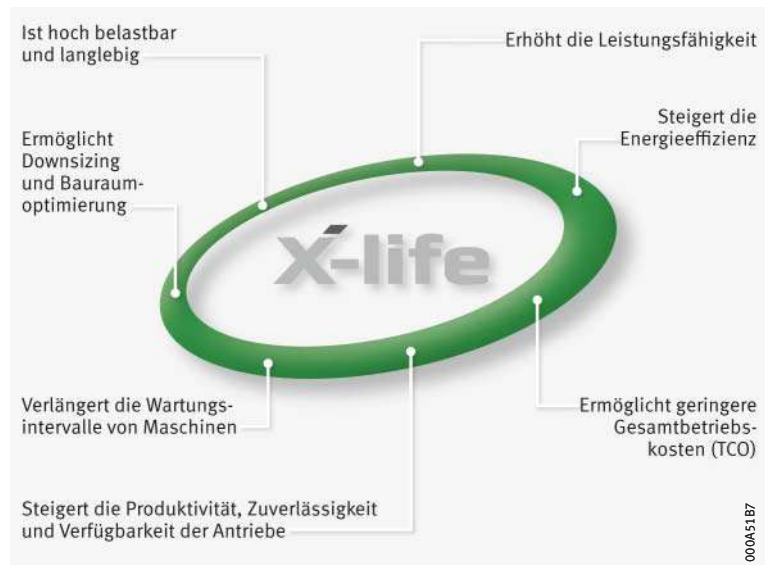 Ist hoch belastbar
und langlebig
Erhöht die Leistungsfähigkeit
Steigert die
Energieeffizienz
Ermöglicht
Downsizing
und Bauraum-
optimierung
X-life
Verlängert die Wartungs-
intervalle von Maschinen
Ermöglicht geringere
Gesamtbetriebs-
kosten (TCO)
Steigert die Produktivität, Zuverlässigkeit
und Verfügbarkeit der Antriebe
000A51B7